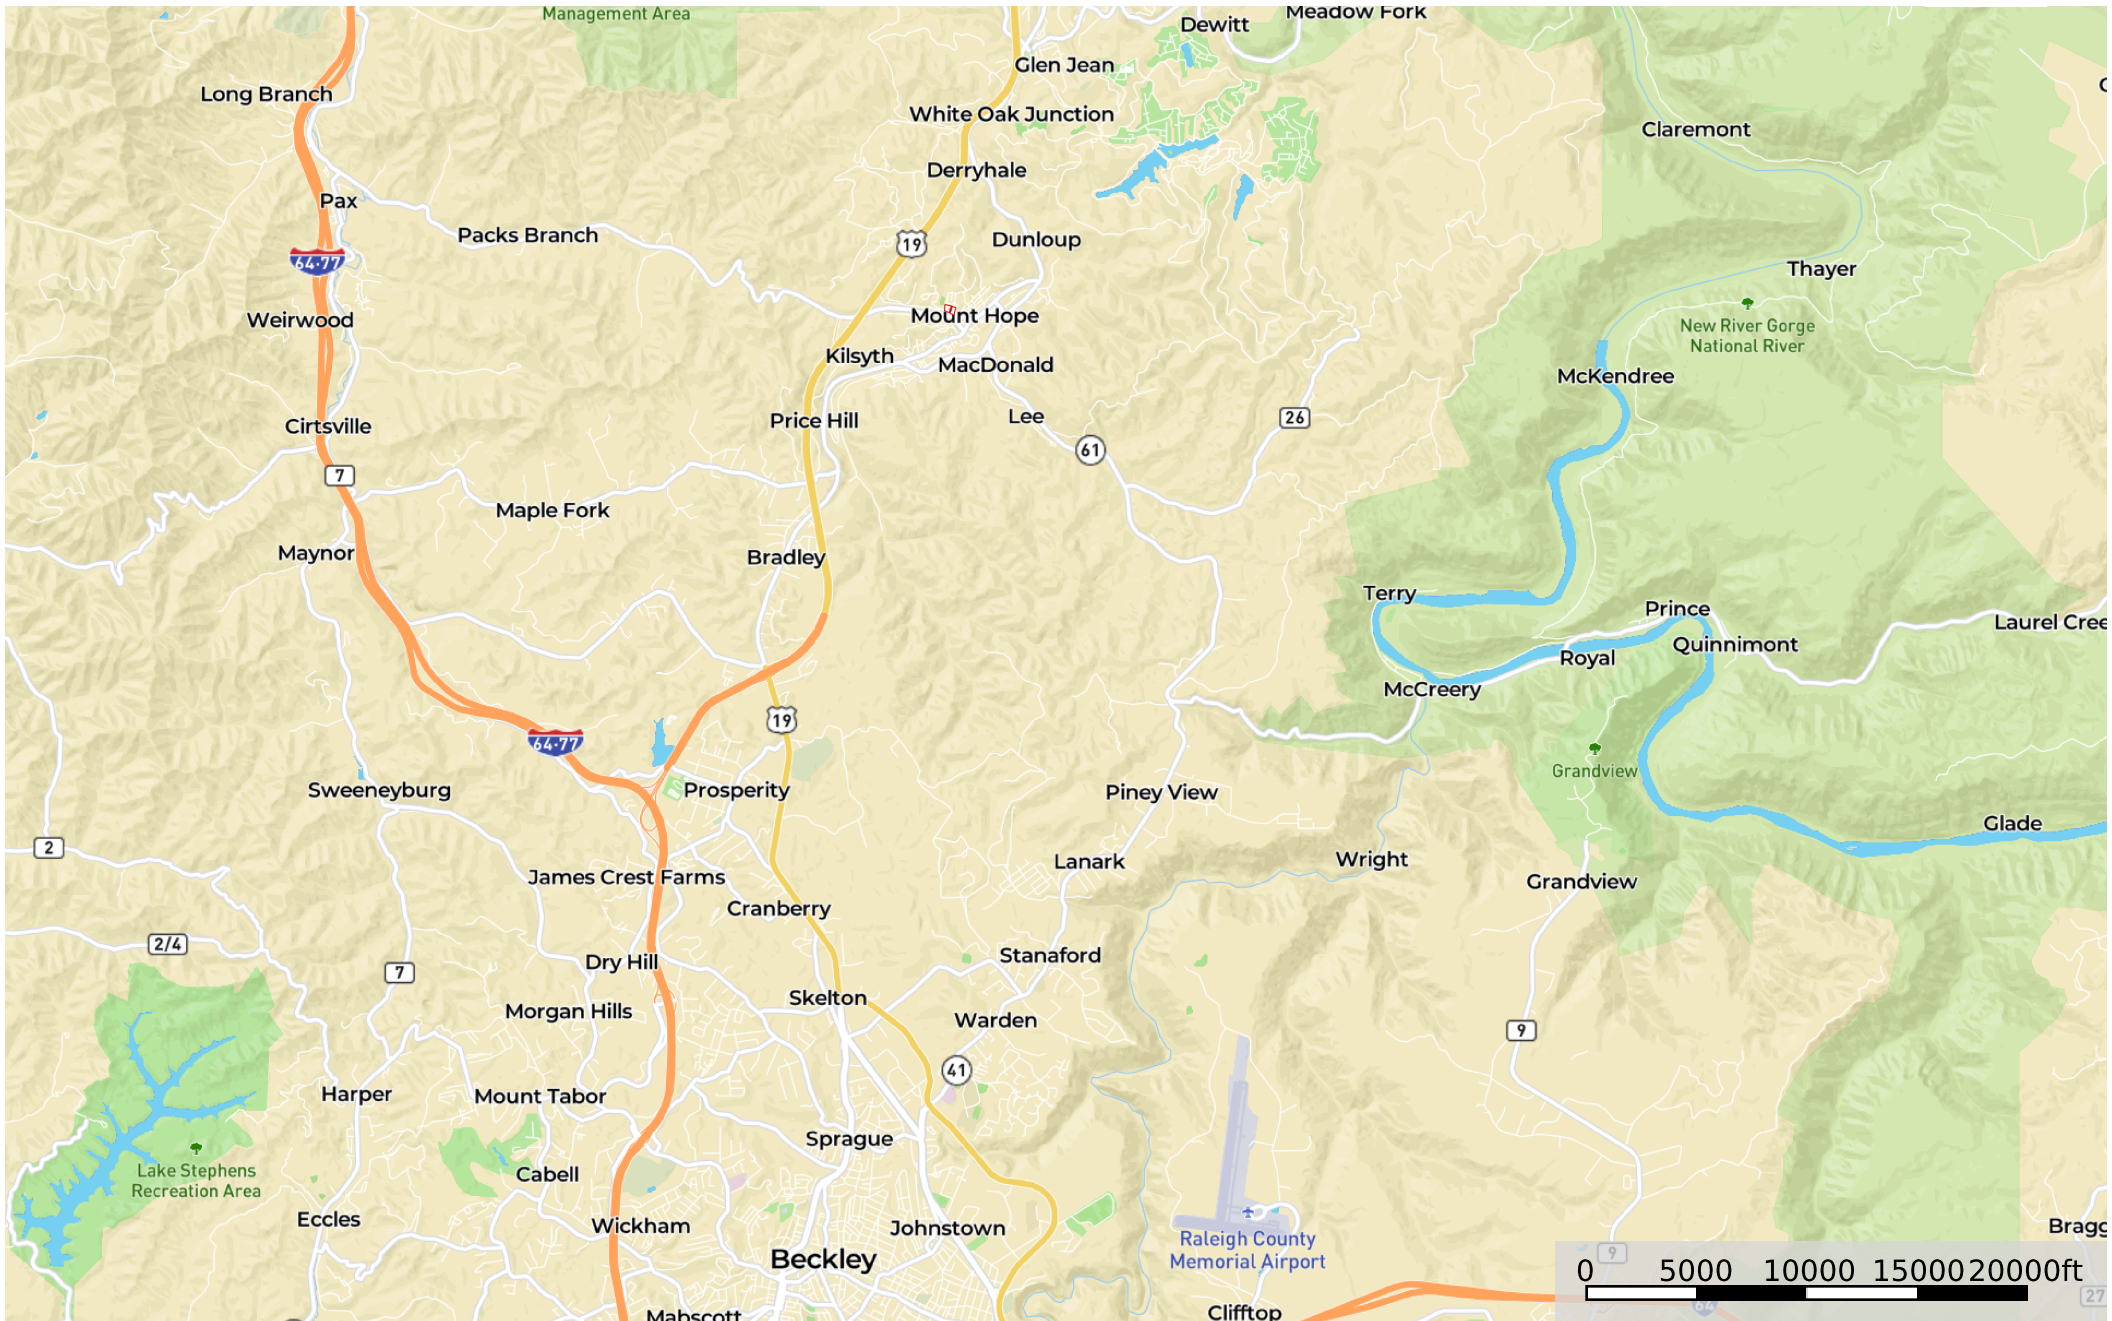 Management Area
Dewitt
Meadow Fork
Glen Jean
Long Branch
White Oak Junction
Claremont
Derryhale
Pax
Packs Branch
19
Dunloup
64-77
Thayer
Weirwood
Mount Hope
New River Gorge
National River
Kilsyth
MacDonald
McKendree
Cirtsville
Price Hill
Lee
26
61
7
Maple Fork
Maynor
Bradley
Terry
Prince
Laurel Cree
Quinnimont
Royal
McCreery
19
64-77
Grandview
Sweeneyburg
Prosperity
Piney View
Glade
2
Lanark
Wright
James Crest Farms
Grandview
Cranberry
2/4
Stanaford
Dry Hill
7
Skelton
Morgan Hills
Warden
9
41
Harper
Mount Tabor
Sprague
Lake Stephens
Recreation Area
Cabell
Eccles
Wickham
Johnstown
Bragg
Raleigh County
Memorial Airport
Beckley
9
0 5000 10000 15000 20000ft
27
64
Clifftop
Mabscott